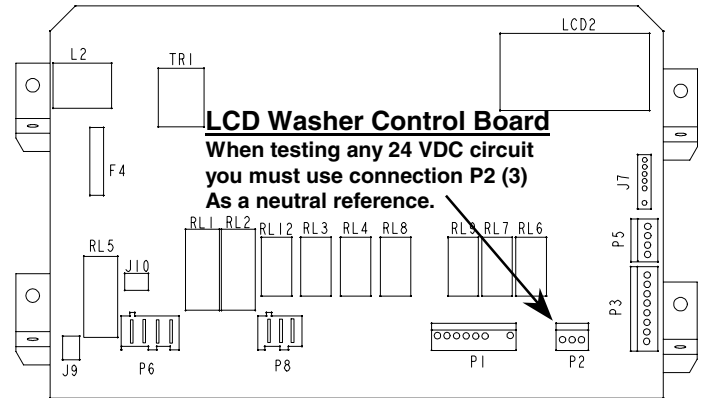 LCD2
L2
TR1
LCD Washer Control Board
When testing any 24 VDC circuit
you must use connection P2 (3)
As a neutral reference.
F4
J7
RL1 RL2 RL12 RL3 RL4 RL8 RL9 RL7 RL6
P5
RL5
J10
P3
J9
P6
P8
P1
P2